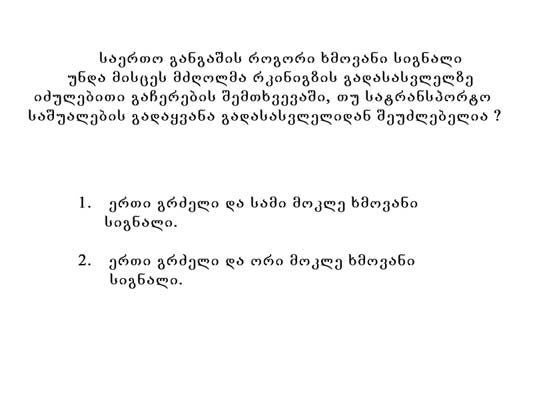 საერთო განგაშის როგორი ხმოვანი სიგნალი
უნდა მისცეს მძღოლმა რკინიგზის გადასასვლელზე
იძულებითი გაჩერების შემთხვევაში, თუ სატრანსპორტო
საშუალების გადაყვანა გადასასვლელიდან შეუძლებელია ?
1. ერთი გრძელი და სამი მოკლე ხმოვანი
სიგნალი.
2. ერთი გრძელი და ორი მოკლე ხმოვანი
სიგნალი.